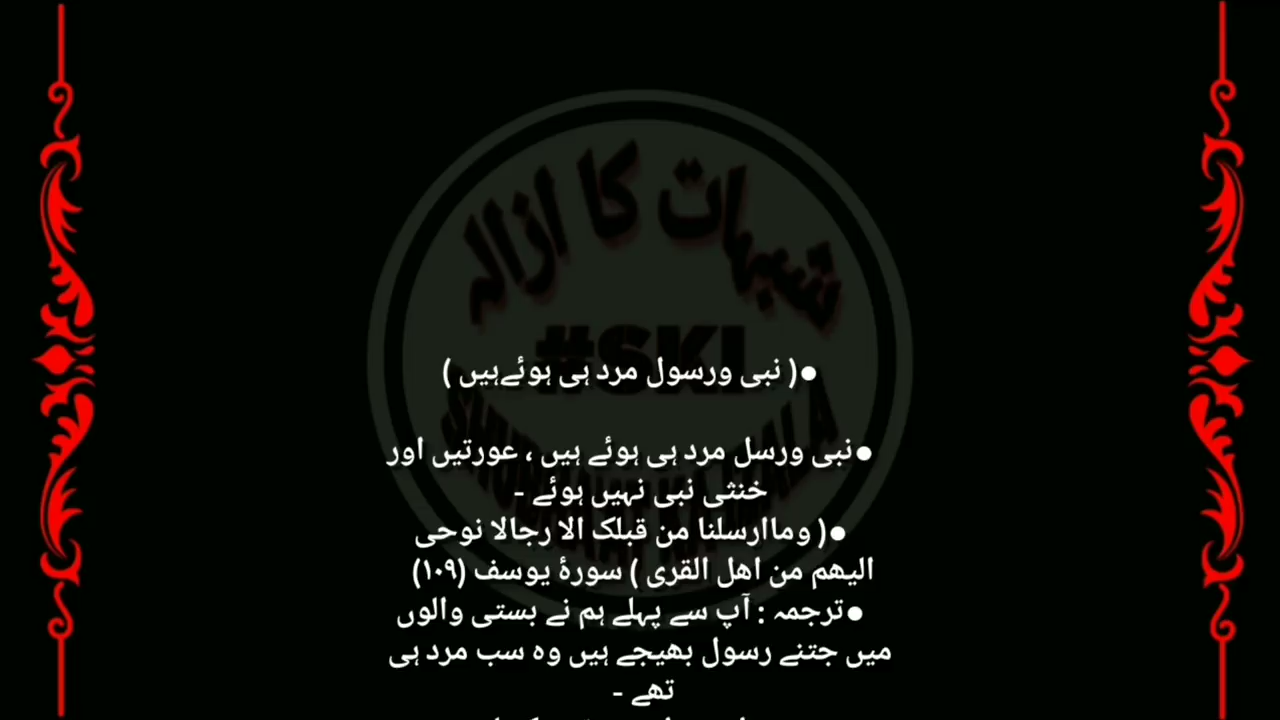 شبہات کا ازالہ
#SKI
●( نبی ورسول مرد ہی ہوئےہیں )
●نبی ورسل مرد ہی ہوئے ہیں ، عورتیں اور
خنثی نبی نہیں ہوئے -
●( وماارسلنا من قبلک الا رجالا نوحی
الیھم من اھل القری ) سورۂ یوسف (۱۰۹)
●ترجمہ : آپ سے پہلے ہم نے بستی والوں
میں جتنے رسول بھیجے ہیں وہ سب مرد ہی
تھے -